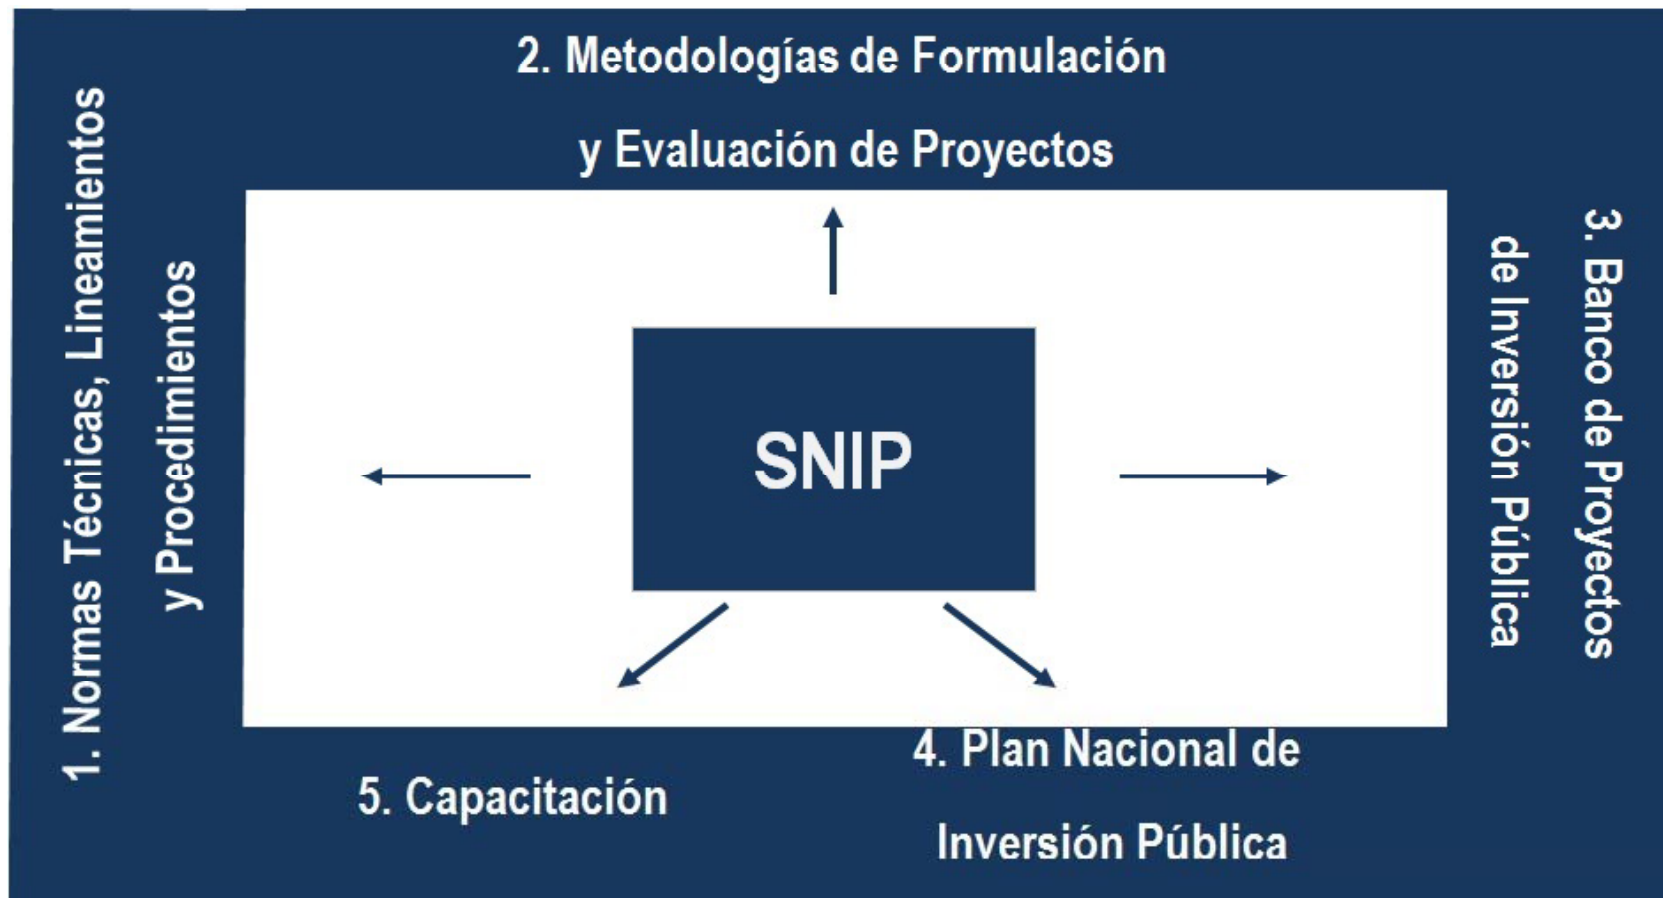 1. Normas Técnicas, Lineamientos
y Procedimientos
2. Metodologías de Formulación
y Evaluación de Proyectos
3. Banco de Proyectos
de Inversión Pública
SNIP
4. Plan Nacional de
Inversión Pública
5. Capacitación